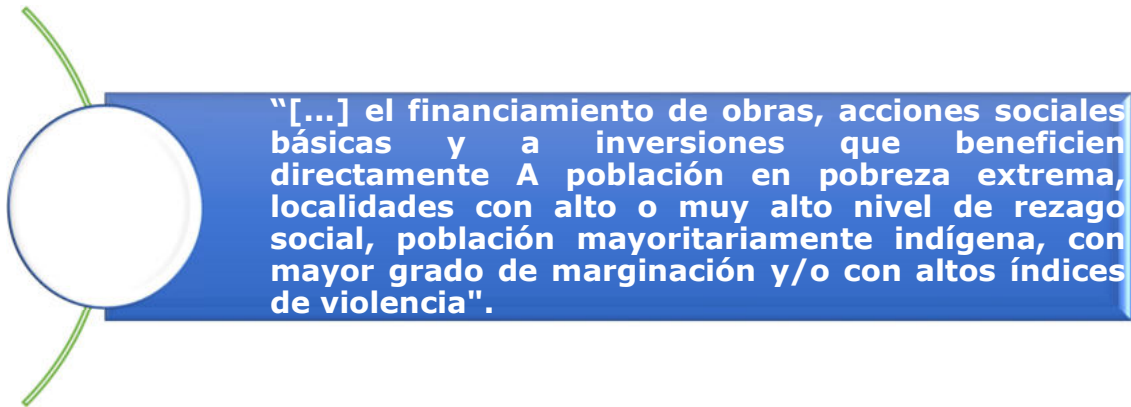 “[...] el financiamiento de obras, acciones sociales
básicas y a inversiones que beneficien
directamente A población en pobreza extrema,
localidades con alto o muy alto nivel de rezago
social, población mayoritariamente indígena, con
mayor grado de marginación y/o con altos índices
de violencia".